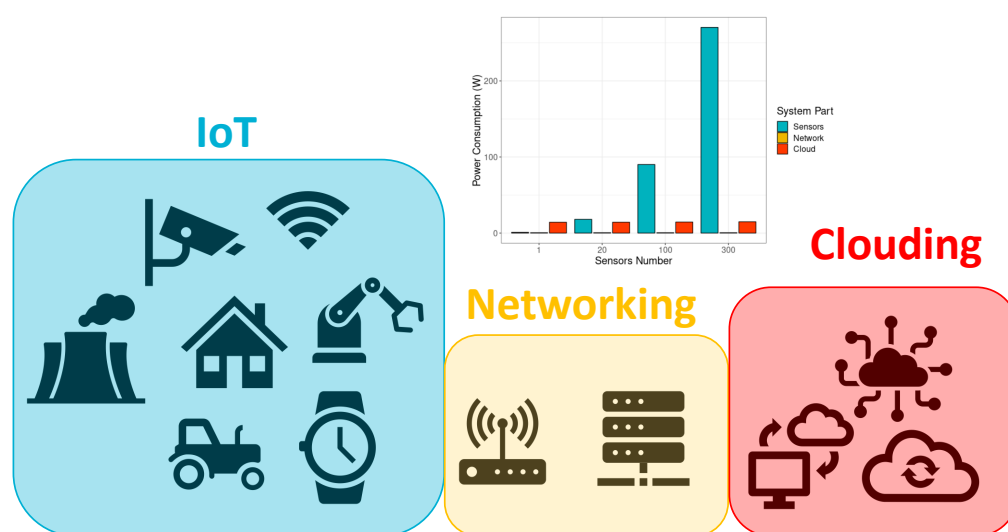 IoT
Power Consumption (W)
200
100
0
1
20
100
300
Sensors Number
System Part
Sensors
Network
Cloud
Networking
Clouding